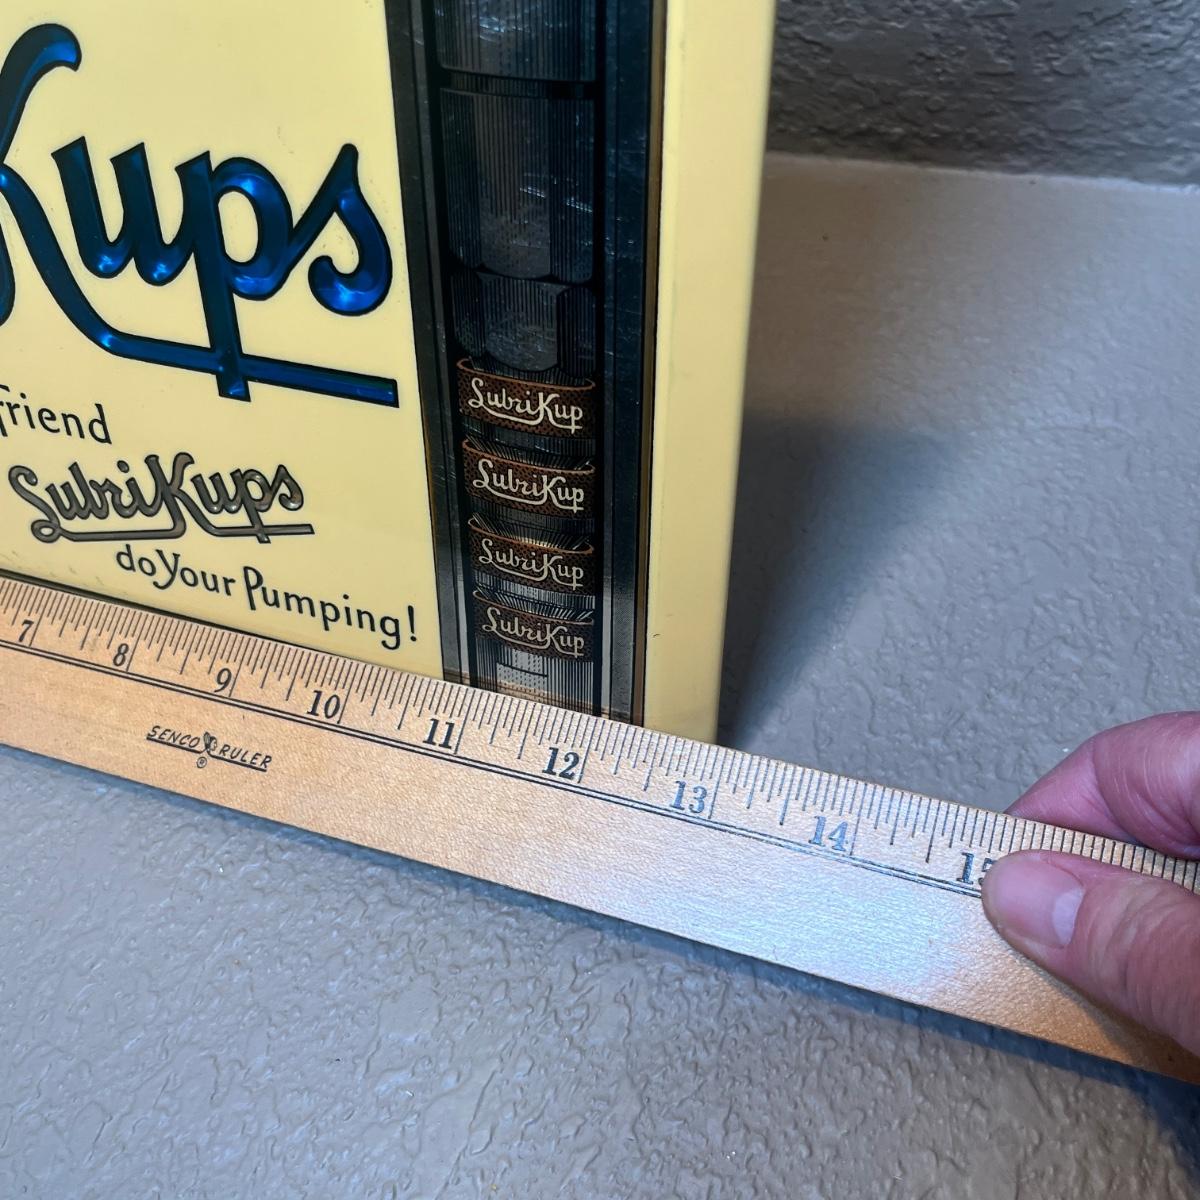 Kups
friend
SubriKups
do Your Pumping!
SubriKup
SubriKup
SubriKup
SubriKup
7 8 9 10 11 12 13 14 15
SENCO RULER
®